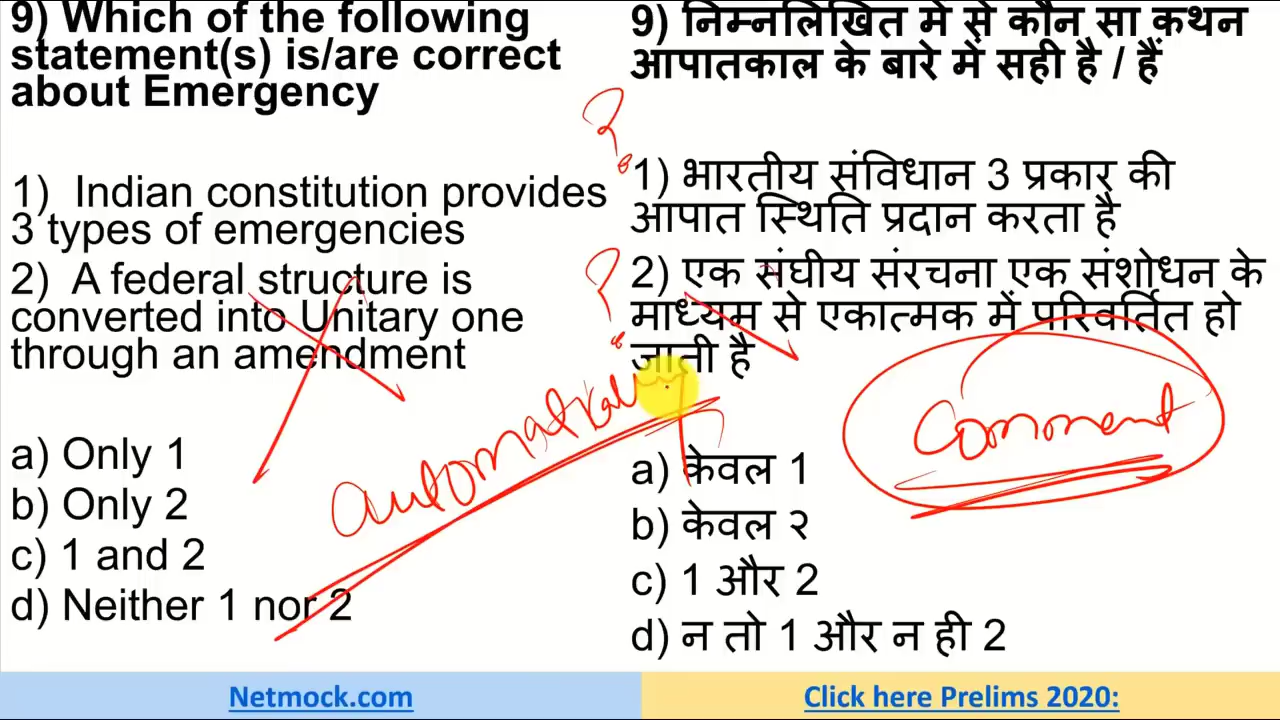 9) Which of the following
statement(s) is/are correct
about Emergency
1) Indian constitution provides
3 types of emergencies
2) A federal structure is
converted into Unitary one
through an amendment
a) Only 1
b) Only 2
c) 1 and 2
d) Neither 1 nor 2
9) निम्नलिखित में से कौन सा कथन
आपातकाल के बारे में सही है / हैं
?
1) भारतीय संविधान 3 प्रकार की
आपात स्थिति प्रदान करता है
?
2) एक संघीय संरचना एक संशोधन के
माध्यम से एकात्मक में परिवर्तित हो
जाती है
a) केवल 1
b) केवल २
c) 1 और 2
d) न तो 1 और न ही 2
comment
Netmock.com
Click here Prelims 2020: